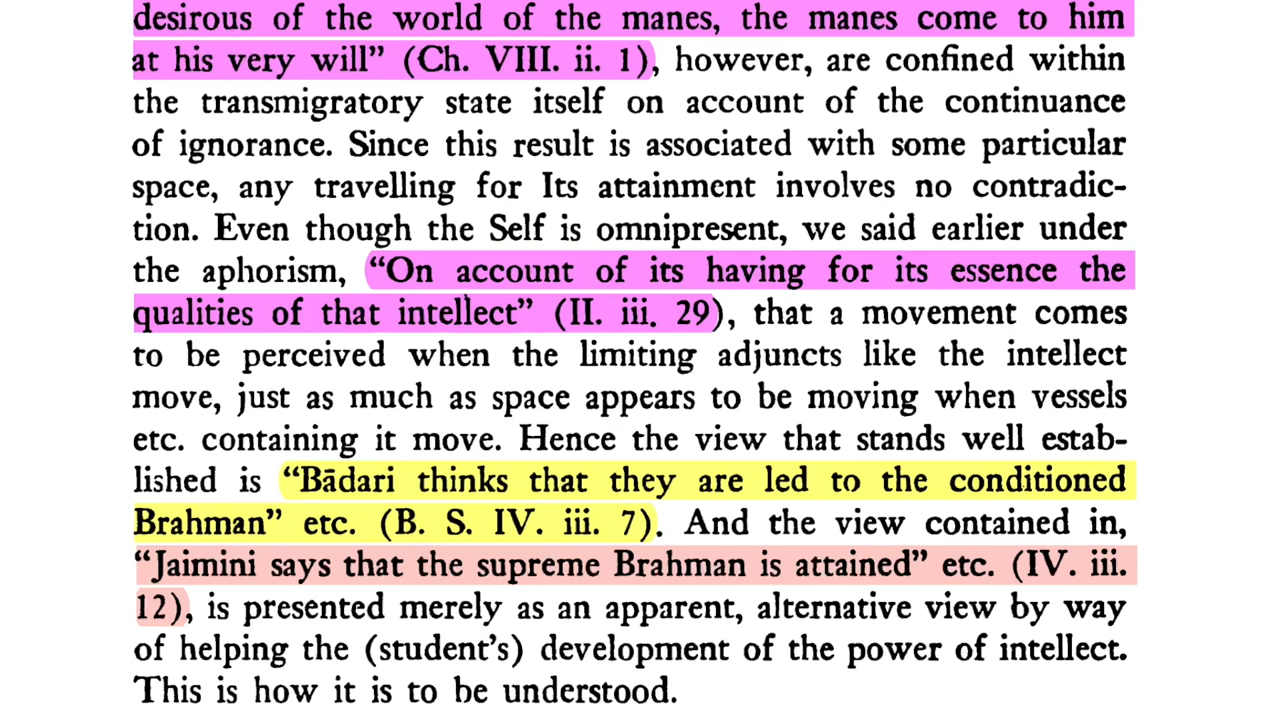 desirous of the world of the manes, the manes come to him
at his very will” (Ch. VIII. ii. 1), however, are confined within
the transmigratory state itself on account of the continuance
of ignorance. Since this result is associated with some particular
space, any travelling for Its attainment involves no contradic-
tion. Even though the Self is omnipresent, we said earlier under
the aphorism, “On account of its having for its essence the
qualities of that intellect” (II. iii. 29), that a movement comes
to be perceived when the limiting adjuncts like the intellect
move, just as much as space appears to be moving when vessels
etc. containing it move. Hence the view that stands well estab-
lished is “Bādari thinks that they are led to the conditioned
Brahman” etc. (B. S. IV. iii. 7). And the view contained in,
“Jaimini says that the supreme Brahman is attained” etc. (IV. iii.
12), is presented merely as an apparent, alternative view by way
of helping the (student’s) development of the power of intellect.
This is how it is to be understood.